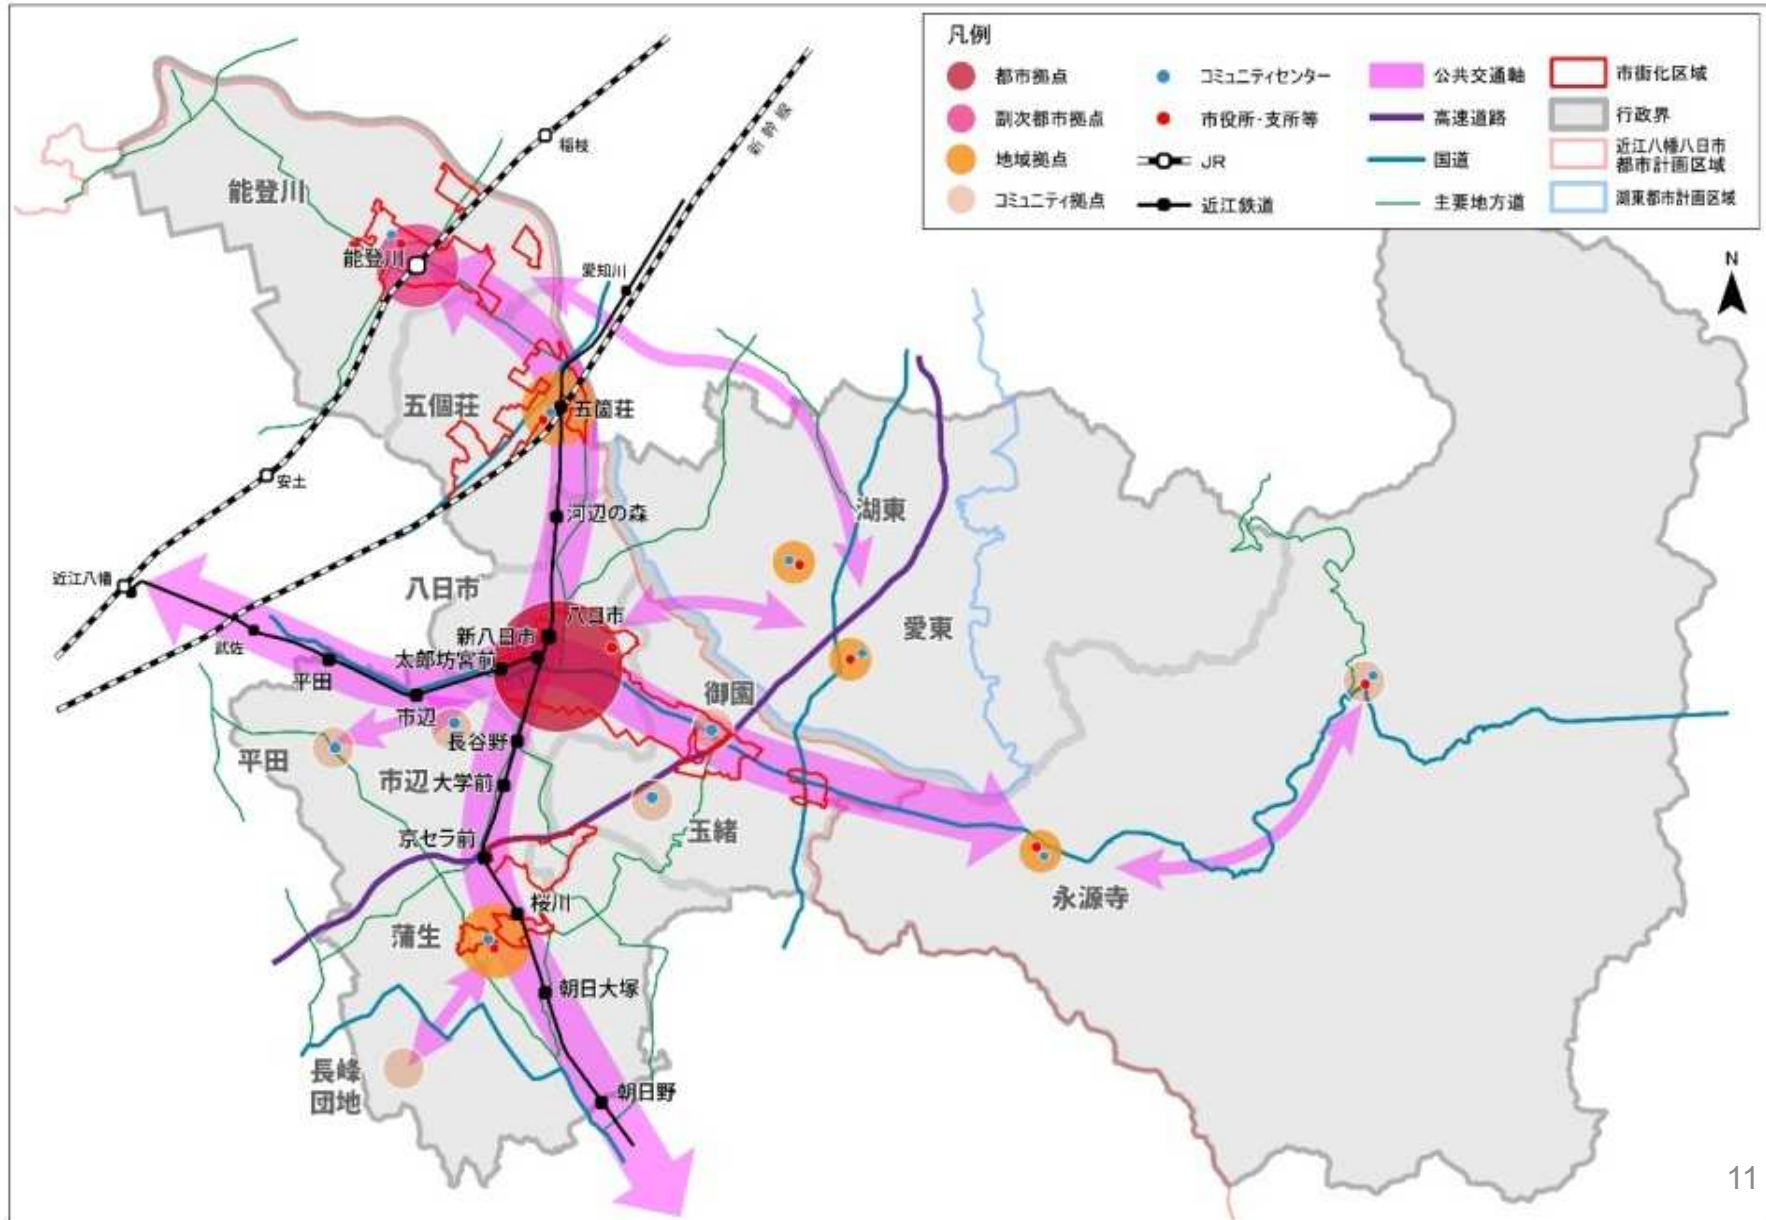 凡例
都市拠点
副次都市拠点
地域拠点
コミュニティ拠点
コミュニティセンター
市役所・支所等
JR
近江鉄道
公共交通軸
高速道路
国道
主要地方道
市街化区域
行政界
近江八幡八日市
都市計画区域
湖東都市計画区域
N
新幹線
稲枝
能登川
能登川
愛知川
五個荘
五箇荘
安土
河辺の森
湖東
近江八幡
八日市
八日市
新八日市
太郎坊宮前
武佐
平田
市辺
愛東
御園
長谷野
平田
市辺
大学前
京セラ前
玉緒
桜川
永源寺
蒲生
朝日大塚
長峰
団地
朝日野
11